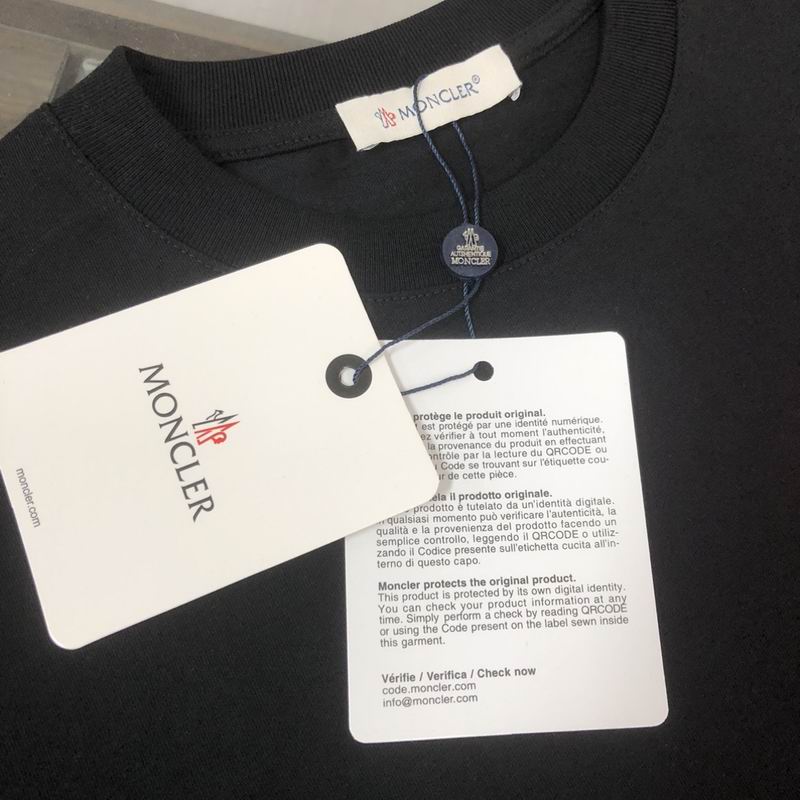 MONCLER®
GARANTIE
AUTHENTIQUE
MONCLER
MONCLER
moncler.com
protège le produit original.
est protégé par une identité numérique.
vérifier à tout moment l'authenticité,
la provenance du produit en effectuant
par la lecture du QRCODE ou
Code se trouvant sur l'étiquette cou-
de cette pièce.
il prodotto originale.
prodotto è tutelato da un'identità digitale.
qualsiasi momento può verificare l'autenticità, la
qualità e la provenienza del prodotto facendo un
semplice controllo, leggendo il QRCODE o utiliz-
zando il Codice presente sull'etichetta cucita all'in-
terno di questo capo.
Moncler protects the original product.
This product is protected by its own digital identity.
You can check your product information at any
time. Simply perform a check by reading QRCODE
or using the Code present on the label sewn inside
this garment.
Vérifie / Verifica / Check now
code.moncler.com
info@moncler.com